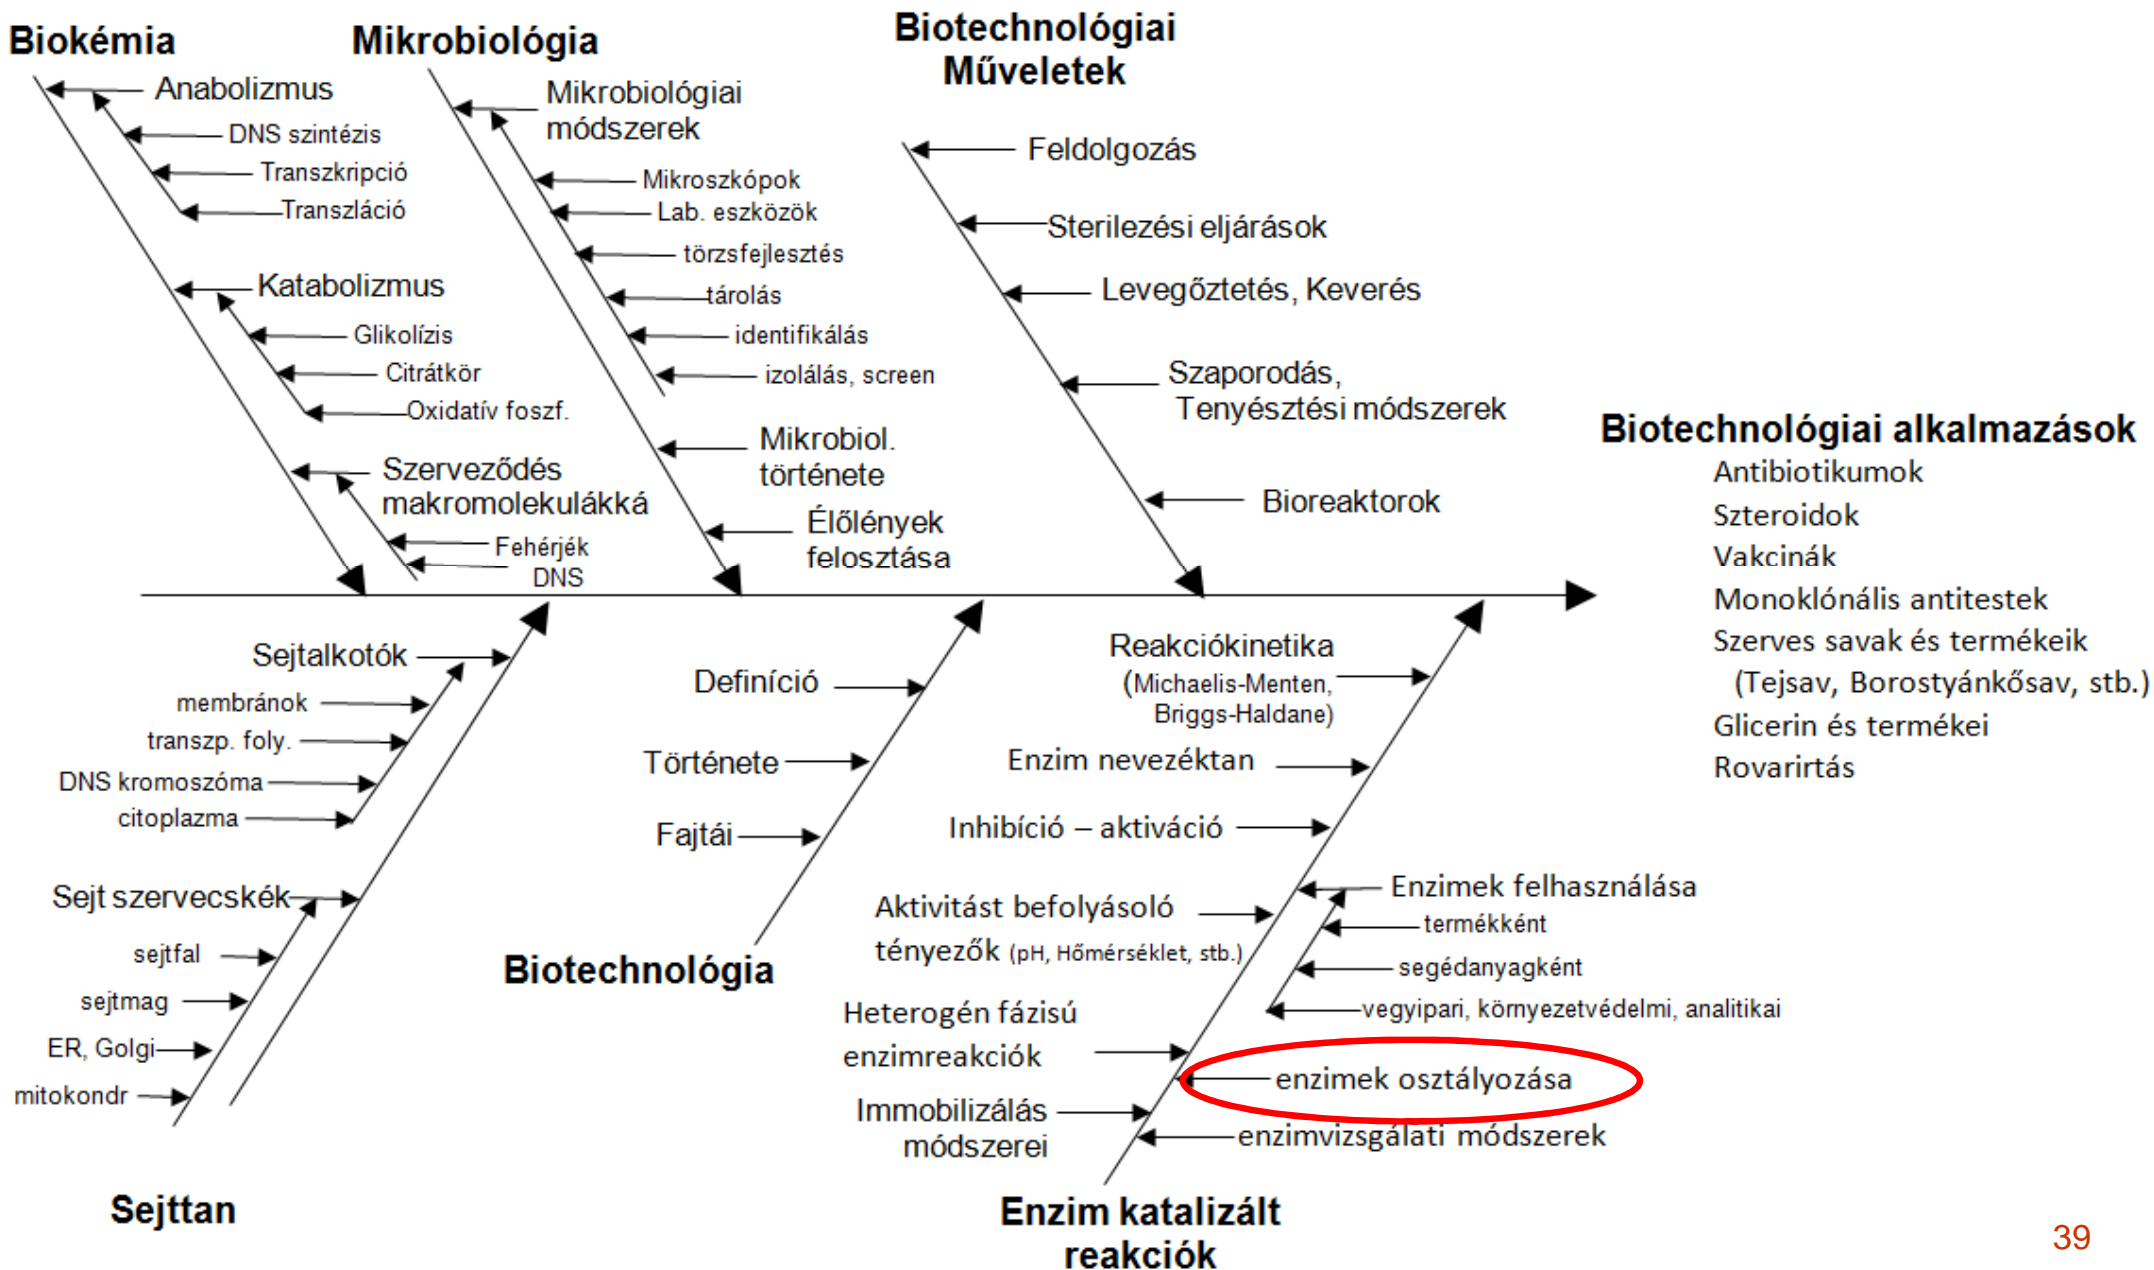 Biokémia
Anabolizmus
DNS szintézis
Transzkripció
Transzláció
Katabolizmus
Glikolízis
Citrátkör
Oxidatív foszf.
Szerveződés
makromolekulákká
Fehérjék
DNS
Mikrobiológia
Mikrobiológiai
módszerek
Mikroszkópok
Lab. eszközök
törzsfejlesztés
tárolás
identifikálás
izolálás, screen
Mikrobiol.
története
Élőlények
felosztása
Biotechnológiai
Műveletek
Feldolgozás
Sterilezési eljárások
Levegőztetés, Keverés
Szaporodás,
Tenyésztési módszerek
Bioreaktorok
Biotechnológiai alkalmazások
Antibiotikumok
Szteroidok
Vakcinák
Monoklónális antitestek
Szerves savak és termékeik
(Tejsav, Borostyánkősav, stb.)
Glicerin és termékei
Rovarirtás
Sejtalkotók
membránok
transzp. foly.
DNS kromoszóma
citoplazma
Sejt szervecskék
sejtfal
sejtmag
ER, Golgi
mitokondr
Sejttan
Definíció
Története
Fajtái
Biotechnológia
Reakciókinetika
(Michaelis-Menten,
Briggs-Haldane)
Enzim nevezéktan
Inhibíció – aktiváció
Aktivitást befolyásoló
tényezők (pH, Hőmérséklet, stb.)
Heterogén fázisú
enzimreakciók
Immobilizálás
módszerei
Enzimek felhasználása
termékként
segédanyagként
vegyipari, környezetvédelmi, analitikai
enzimek osztályozása
enzimvizsgálati módszerek
Enzim katalizált
reakciók
39